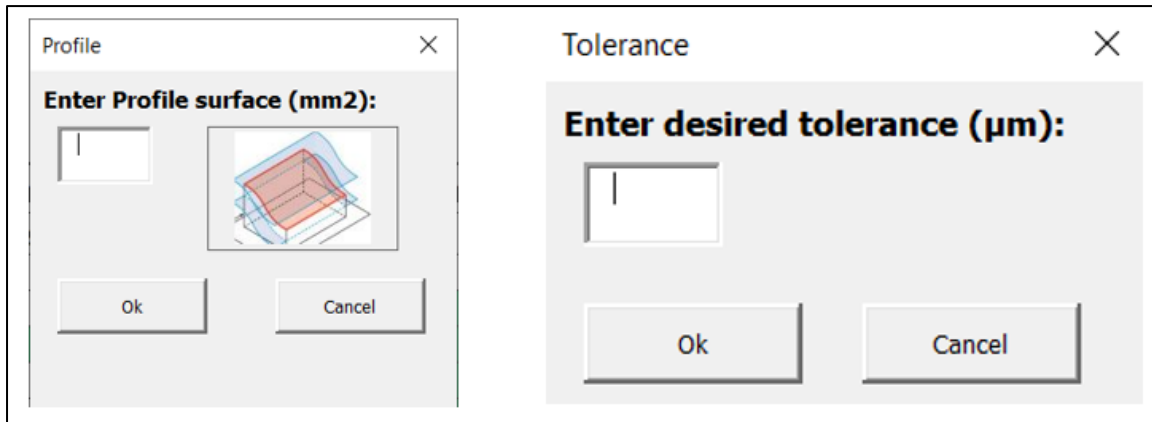 Profile
Enter Profile surface (mm2):
Ok
Cancel
Tolerance
Enter desired tolerance (µm):
Ok
Cancel